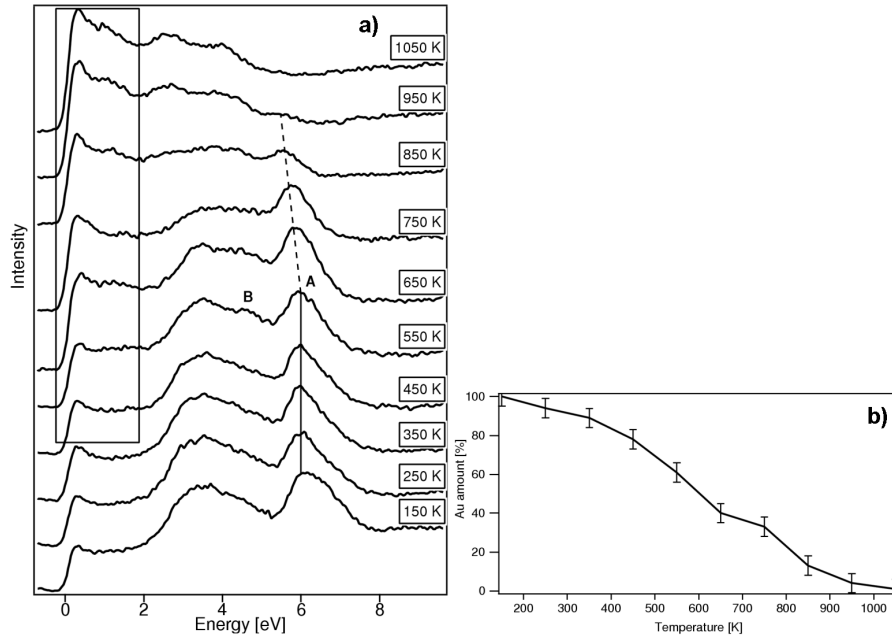 a)
1050 K
950 K
850 K
750 K
650 K
550 K
450 K
350 K
250 K
150 K
A
B
Intensity
0 2 4 6 8
Energy [eV]
b)
Au amount [%]
100
80
60
40
20
0
200 300 400 500 600 700 800 900 1000
Temperature [K]